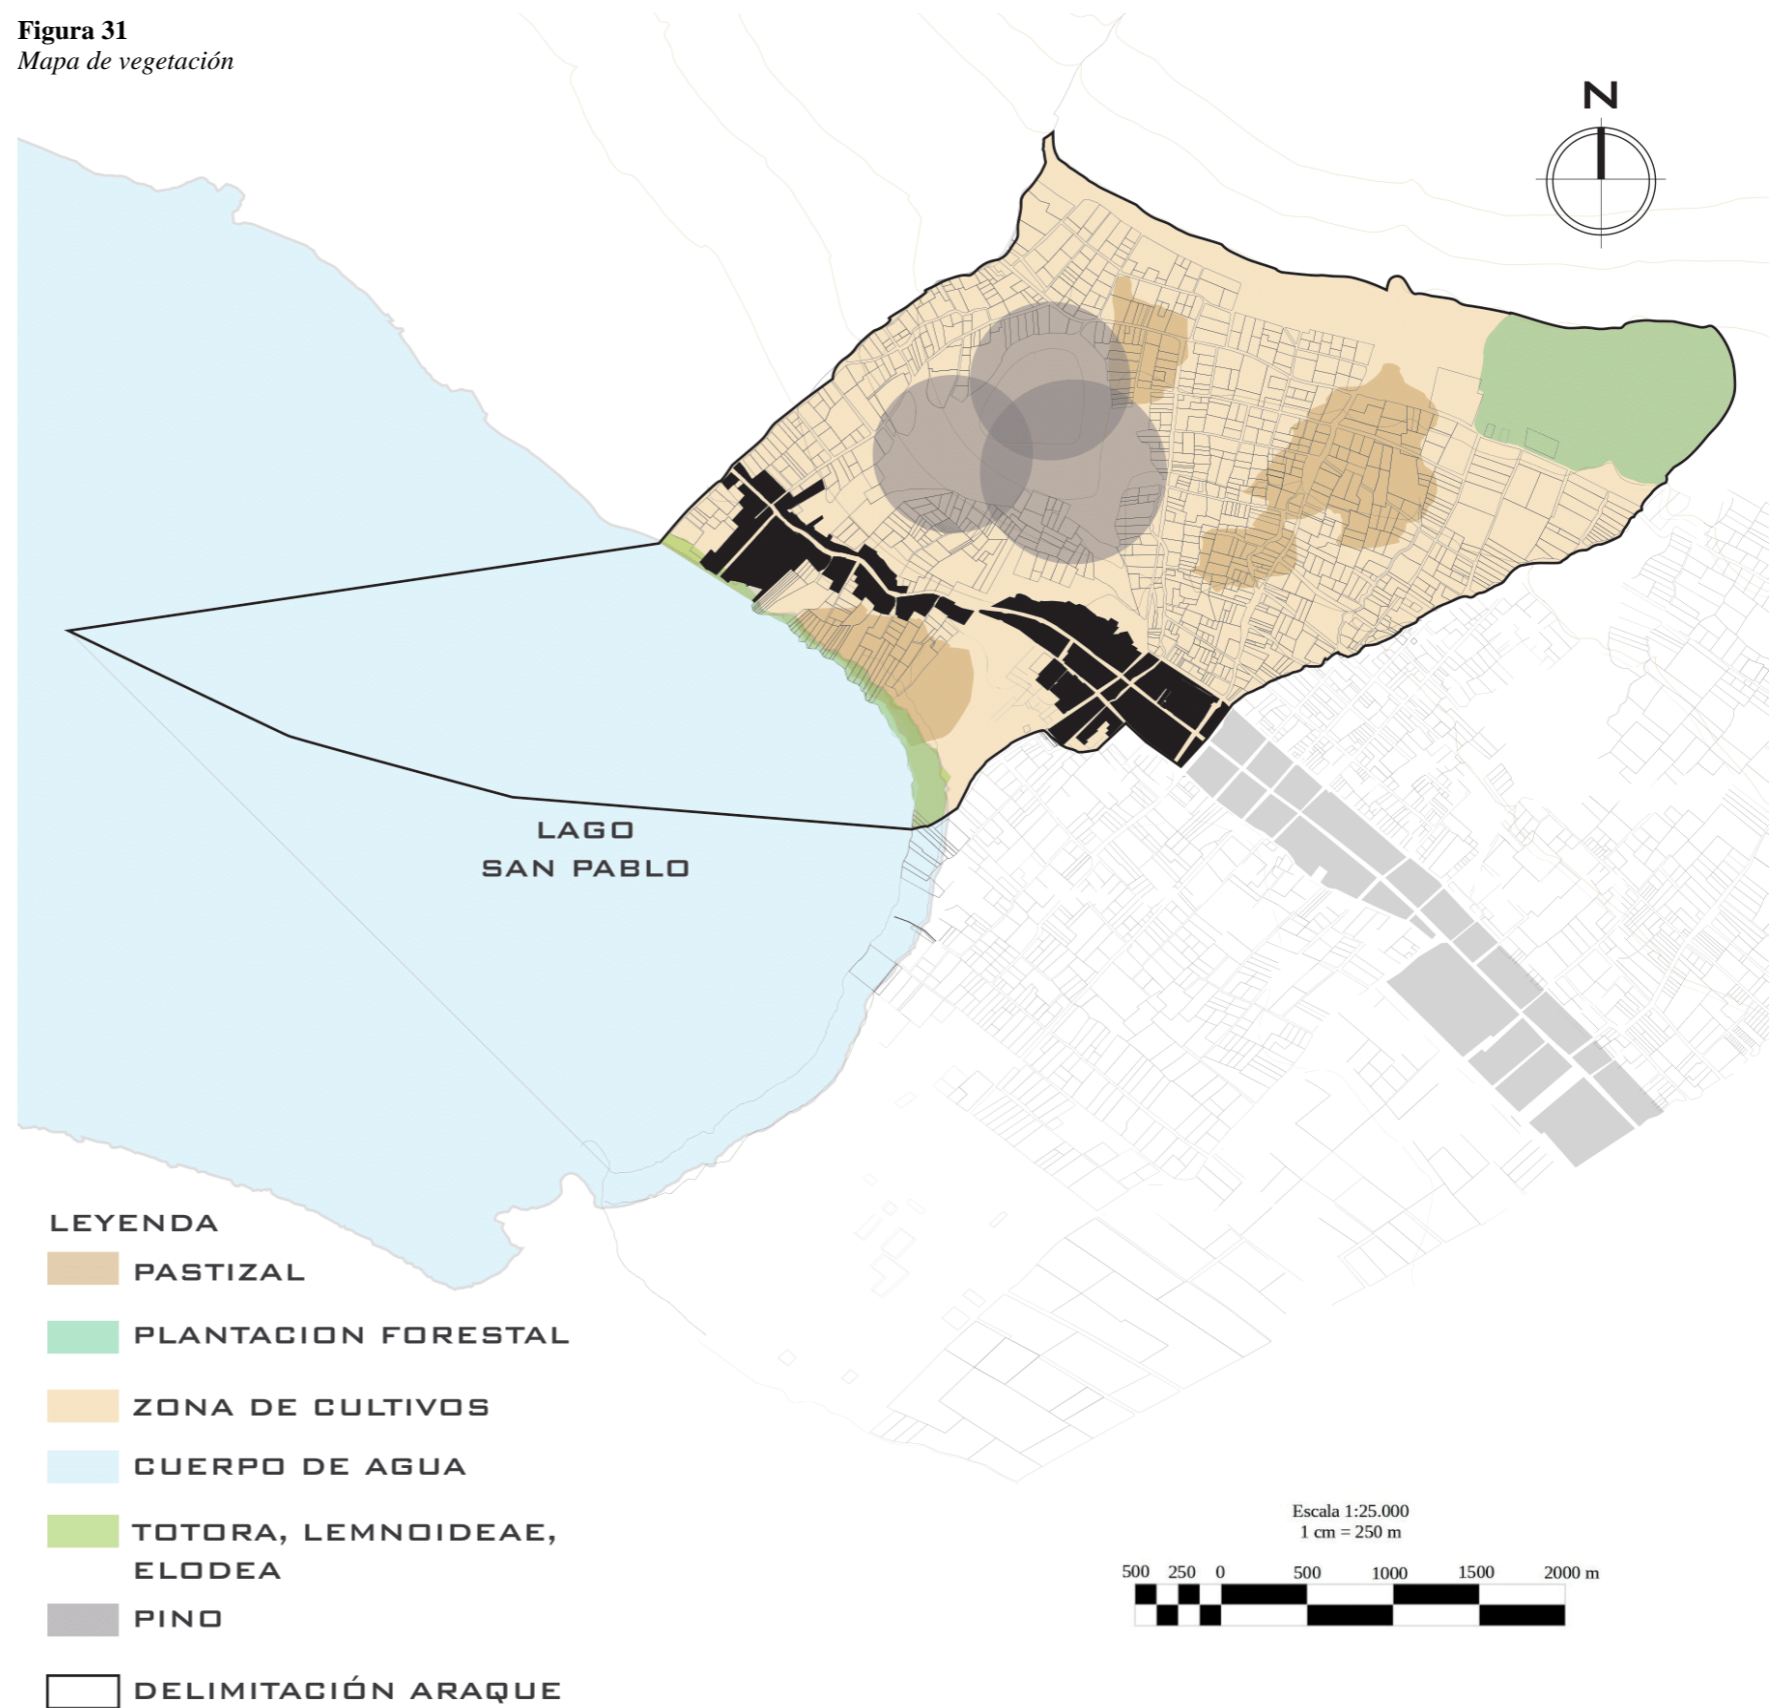 Figura 31
Mapa de vegetación
N
LAGO
SAN PABLO
LEYENDA
PASTIZAL
PLANTACION FORESTAL
ZONA DE CULTIVOS
CUERPO DE AGUA
TOTORA, LEMNOIDEAE,
ELODEA
PINO
DELIMITACIÓN ARAQUE
Escala 1:25.000
1 cm = 250 m
500 250 0 500 1000 1500 2000 m